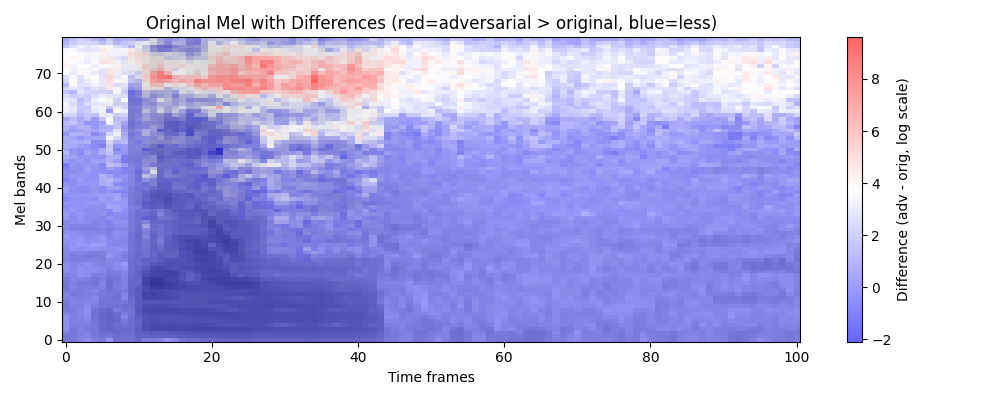 Original Mel with Differences (red=adversarial > original, blue=less)
Mel bands
70
60
50
40
30
20
10
0
0 20 40 60 80 100
Time frames
8
6
4
2
0
−2
Difference (adv - orig, log scale)